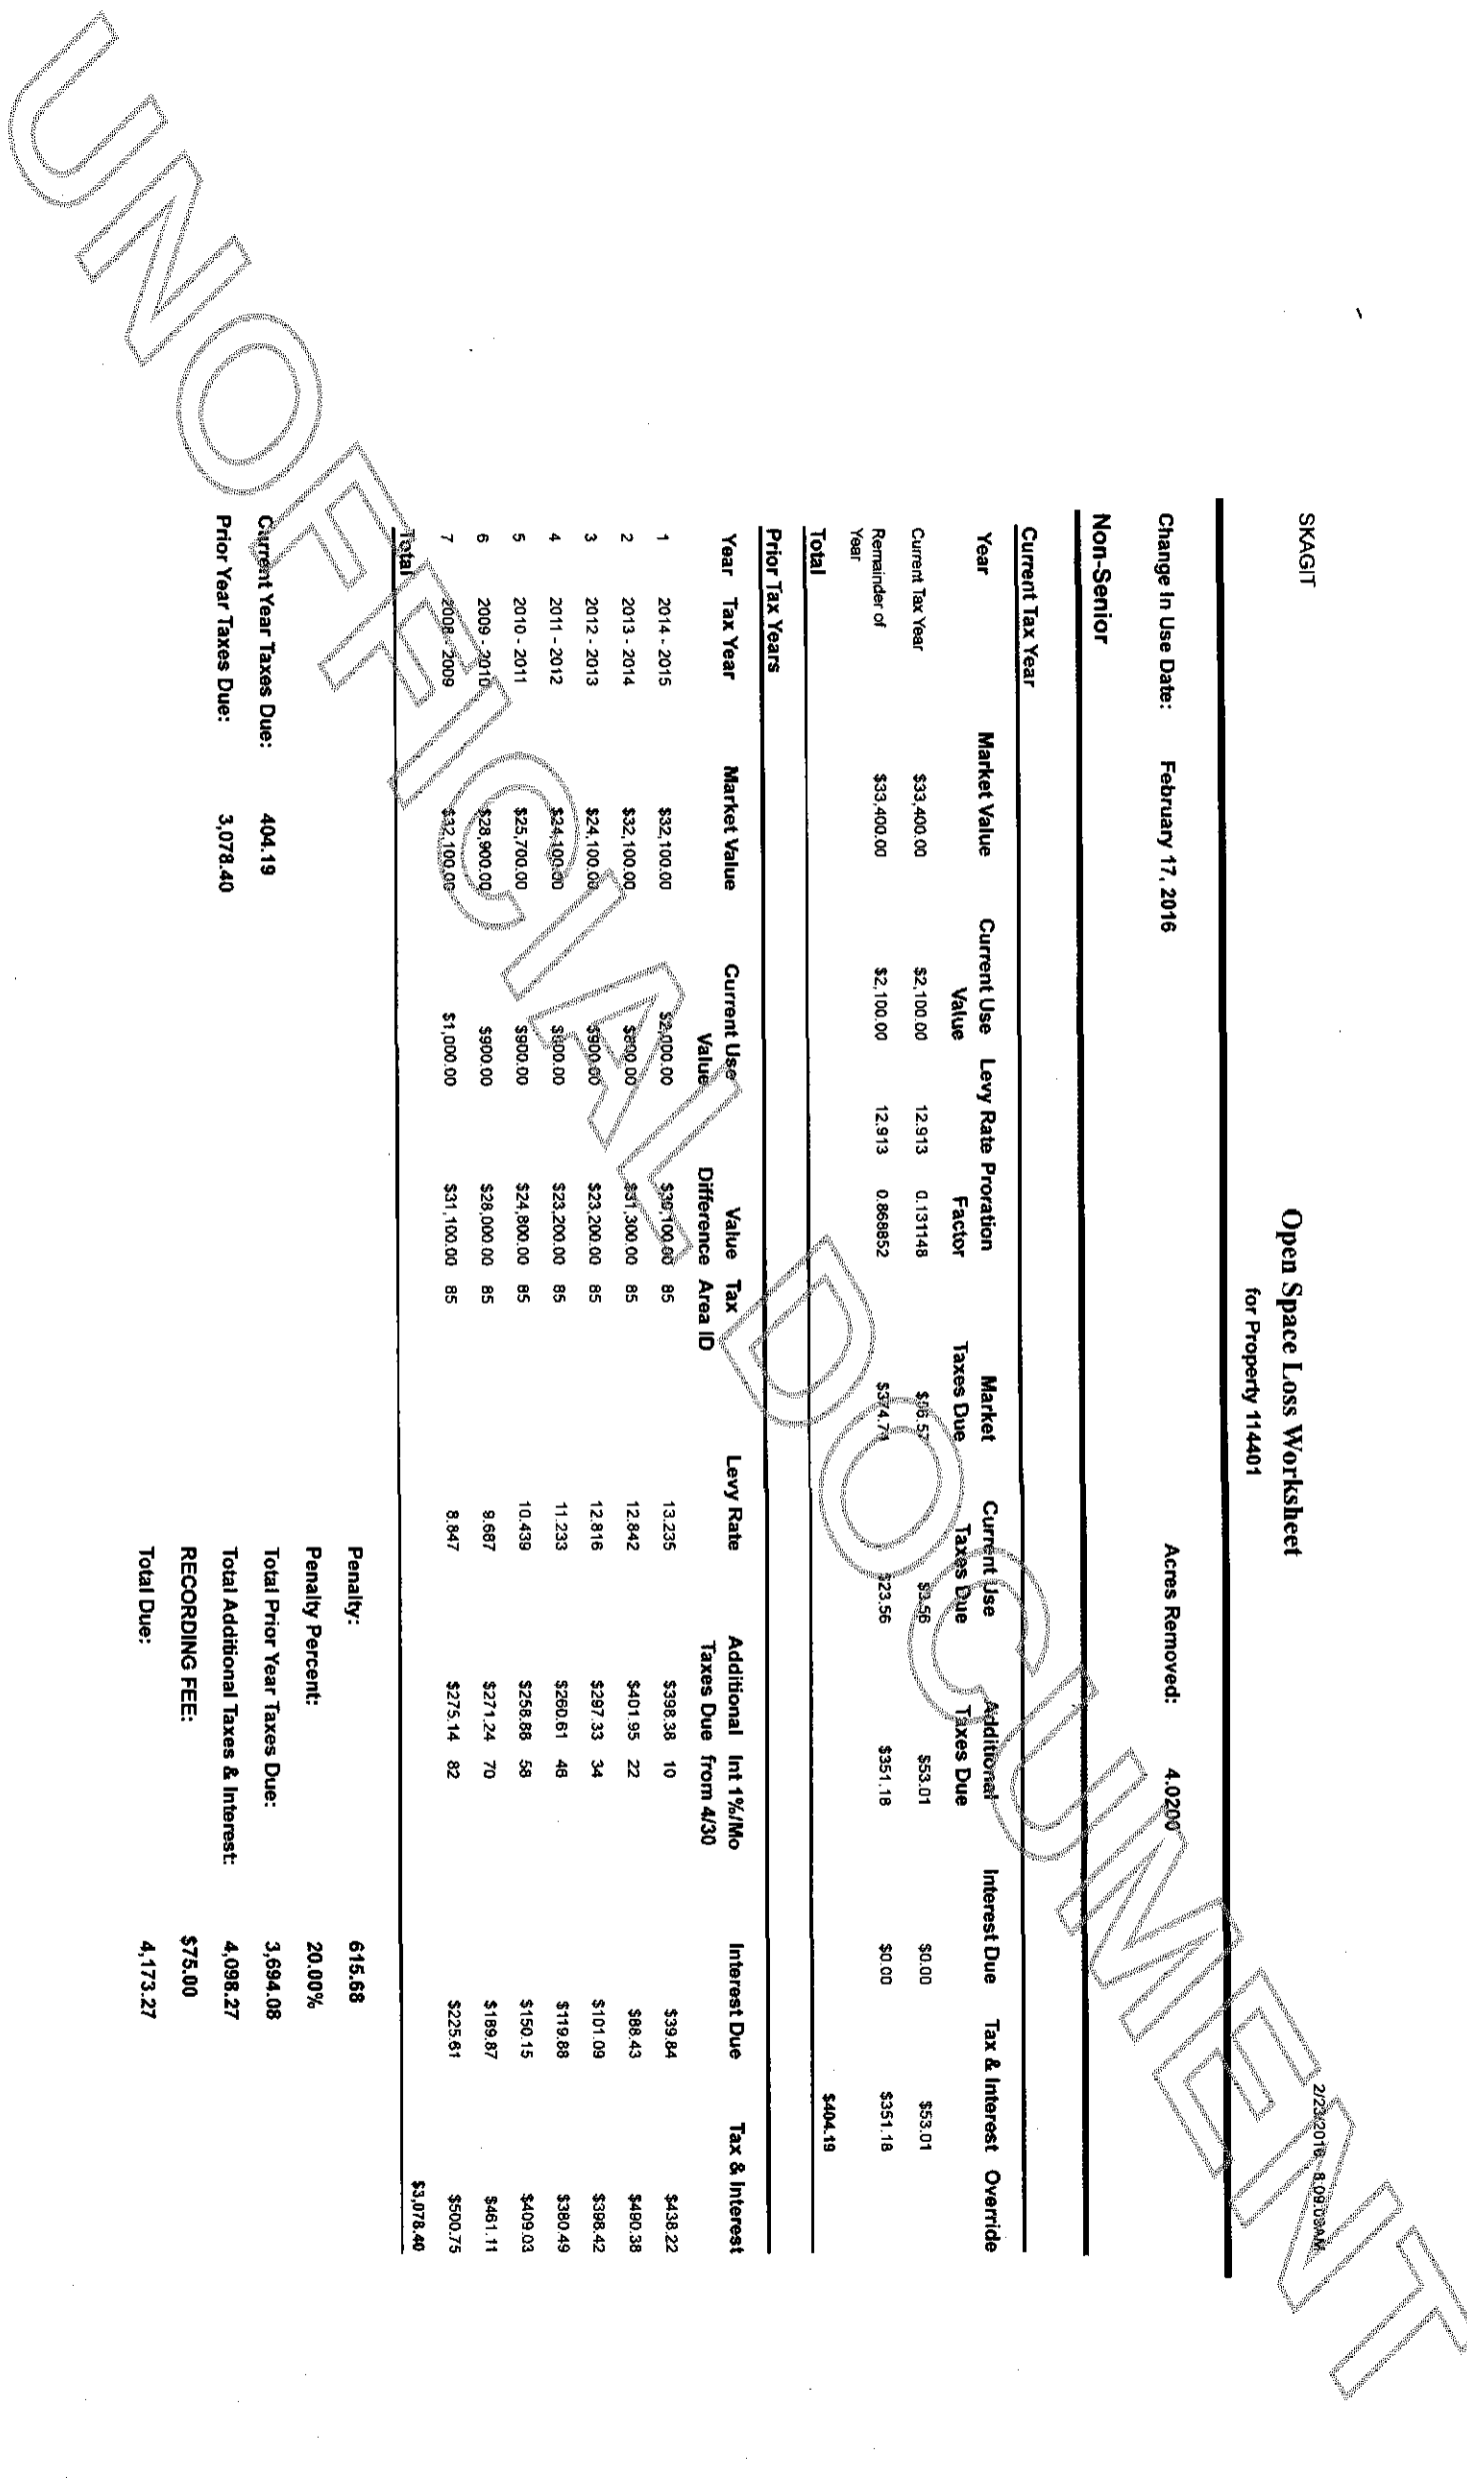 SKAGIT
2/23/2016 8:09:09AM
Open Space Loss Worksheet
for Property 114401
Change In Use Date: February 17, 2016 Acres Removed: 4.0200
Non-Senior
Current Tax Year
Year Market Value Current Use Value Levy Rate Proration Factor Market Taxes Due Current Use Taxes Due Additional Taxes Due Interest Due Tax & Interest Override
Current Tax Year $33,400.00 $2,100.00 12.913 0.131148 $56.57 $3.56 $53.01 $0.00 $53.01
Remainder of Year $33,400.00 $2,100.00 12.913 0.868852 $374.74 $23.56 $351.18 $0.00 $351.18
Total $404.19
Prior Tax Years
Year Tax Year Market Value Current Use Value Value Difference Tax Area ID Levy Rate Additional Taxes Due Int 1%/Mo from 4/30 Interest Due Tax & Interest
1 2014 - 2015 $32,100.00 $2,000.00 $30,100.00 85 13.235 $398.38 10 $39.84 $438.22
2 2013 - 2014 $32,100.00 $800.00 $31,300.00 85 12.842 $401.95 22 $88.43 $490.38
3 2012 - 2013 $24,100.00 $900.00 $23,200.00 85 12.816 $297.33 34 $101.09 $398.42
4 2011 - 2012 $24,100.00 $900.00 $23,200.00 85 11.233 $260.61 46 $119.88 $380.49
5 2010 - 2011 $25,700.00 $900.00 $24,800.00 85 10.439 $258.88 58 $150.15 $409.03
6 2009 - 2010 $28,900.00 $900.00 $28,000.00 85 9.687 $271.24 70 $189.87 $461.11
7 2008 - 2009 $32,100.00 $1,000.00 $31,100.00 85 8.847 $275.14 82 $225.61 $500.75
Total $3,078.40
Penalty: 615.68
Penalty Percent: 20.00%
Current Year Taxes Due: 404.19 Total Prior Year Taxes Due: 3,694.08
Prior Year Taxes Due: 3,078.40 Total Additional Taxes & Interest: 4,098.27
RECORDING FEE: $75.00
Total Due: 4,173.27
UNOFFICIAL DOCUMENT